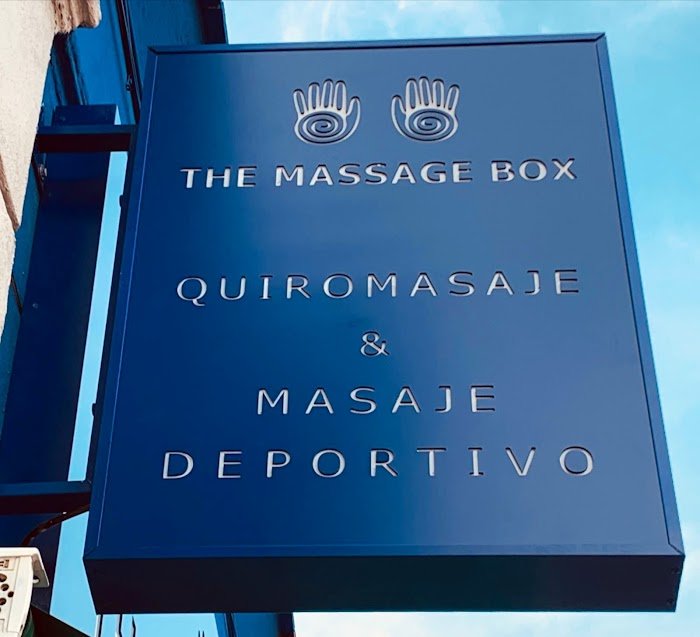 THE MASSAGE BOX
QUIROMASAJE
&
MASAJE
DEPORTIVO